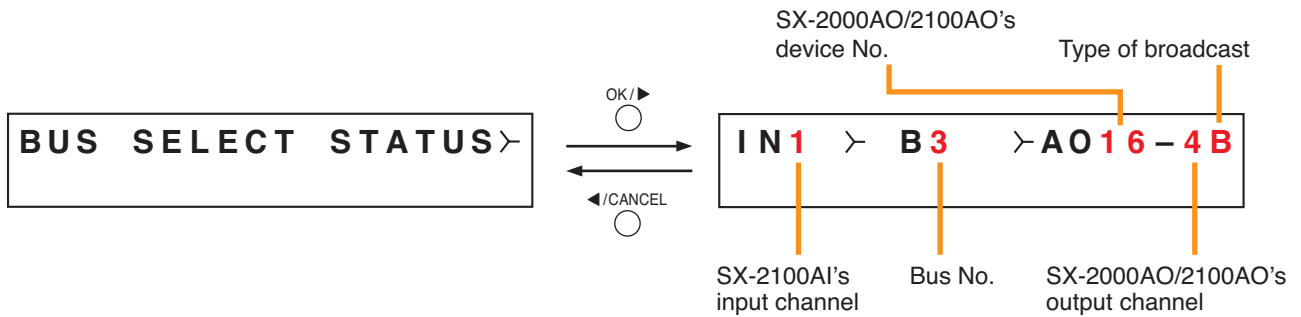 SX-2000AO/2100AO's
device No.
Type of broadcast
OK/▶
BUS SELECT STATUS≻
IN1 ≻ B3 ≻AO16–4B
◀/CANCEL
SX-2100AI's
input channel
Bus No.
SX-2000AO/2100AO's
output channel